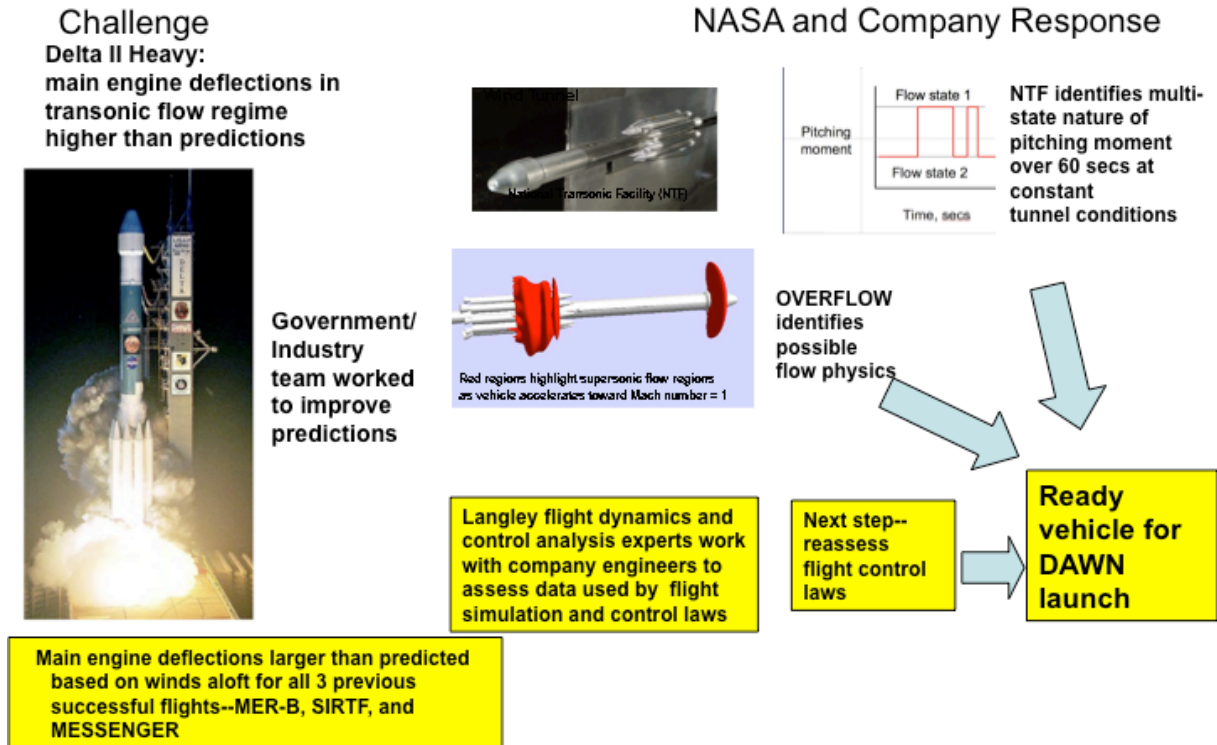 Challenge
Delta II Heavy:
main engine deflections in
transonic flow regime
higher than predictions
Government/
Industry
team worked
to improve
predictions
Main engine deflections larger than predicted
based on winds aloft for all 3 previous
successful flights--MER-B, SIRTF, and
MESSENGER
NASA and Company Response
Wind Tunnel
National Transonic Facility (NTF)
Flow state 1
Pitching
moment
Flow state 2
Time, secs
NTF identifies multi-
state nature of
pitching moment
over 60 secs at
constant
tunnel conditions
Red regions highlight supersonic flow regions
as vehicle accelerates toward Mach number = 1
OVERFLOW
identifies
possible
flow physics
Langley flight dynamics and
control analysis experts work
with company engineers to
assess data used by flight
simulation and control laws
Next step--
reassess
flight control
laws
Ready
vehicle for
DAWN
launch
DELTA